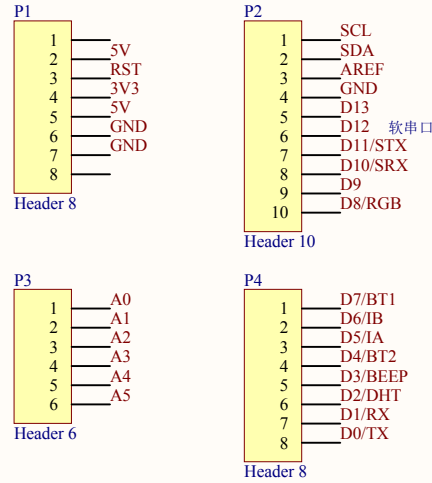 P1
1
2 5V
3 RST
4 3V3
5 5V
6 GND
7 GND
8
Header 8
P2
1 SCL
2 SDA
3 AREF
4 GND
5 D13
6 D12 软串口
7 D11/STX
8 D10/SRX
9 D9
10 D8/RGB
Header 10
P3
1 A0
2 A1
3 A2
4 A3
5 A4
6 A5
Header 6
P4
1 D7/BT1
2 D6/IB
3 D5/IA
4 D4/BT2
5 D3/BEEP
6 D2/DHT
7 D1/RX
8 D0/TX
Header 8